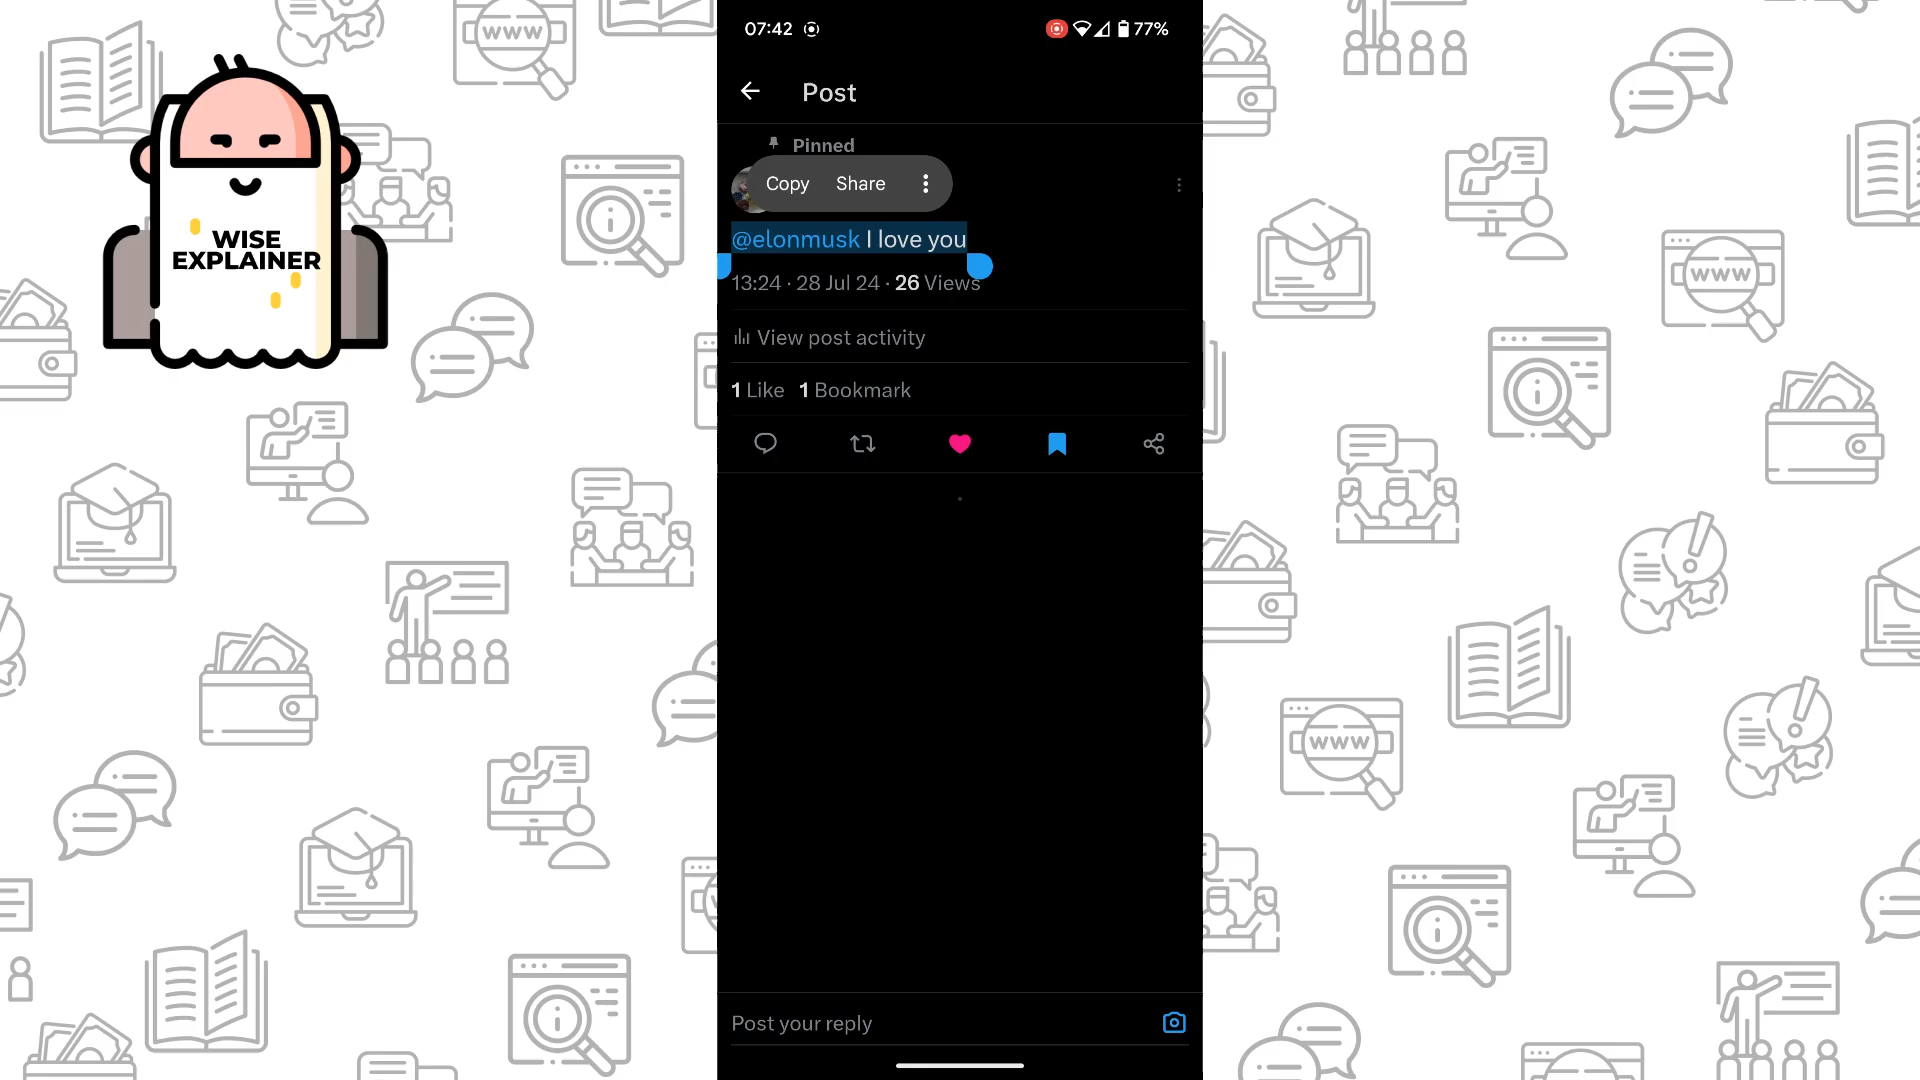 07:42
77%
Post
Pinned
Copy Share
@elonmusk I love you
13:24 · 28 Jul 24 · 26 Views
View post activity
1 Like 1 Bookmark
Post your reply
WISE
EXPLAINER
WWW
WWW
WWW